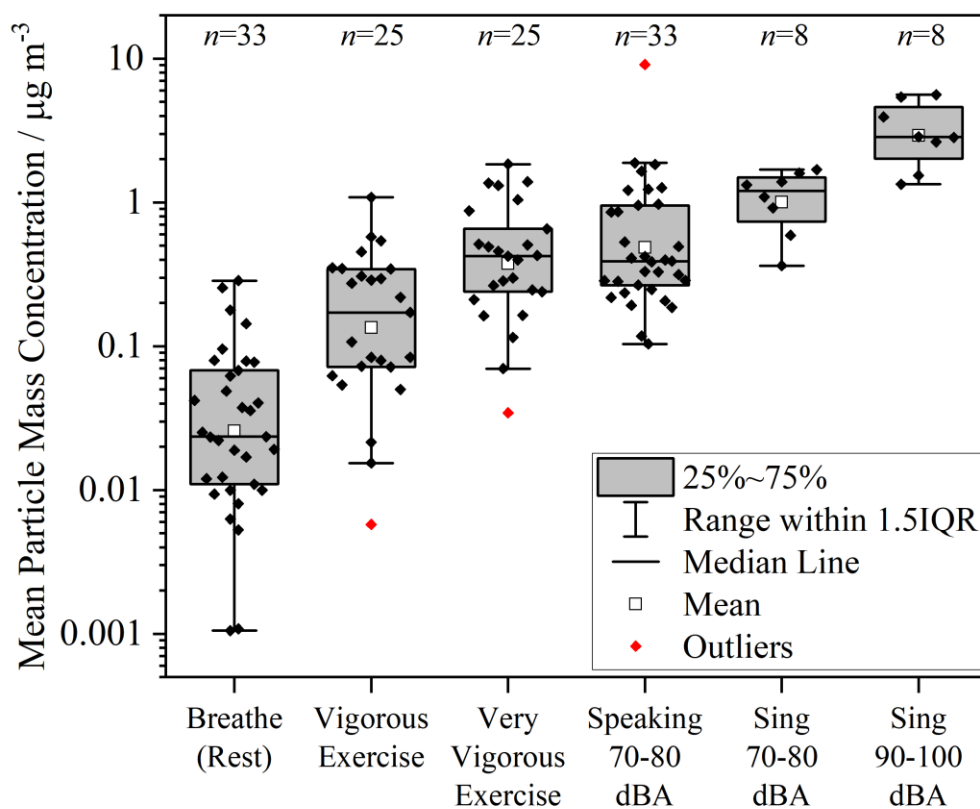 Mean Particle Mass Concentration / µg m-3
n=33
n=25
n=25
n=33
n=8
n=8
10
1
0.1
0.01
0.001
25%~75%
Range within 1.5IQR
Median Line
Mean
Outliers
Breathe
(Rest)
Vigorous
Exercise
Very
Vigorous
Exercise
Speaking
70-80
dBA
Sing
70-80
dBA
Sing
90-100
dBA